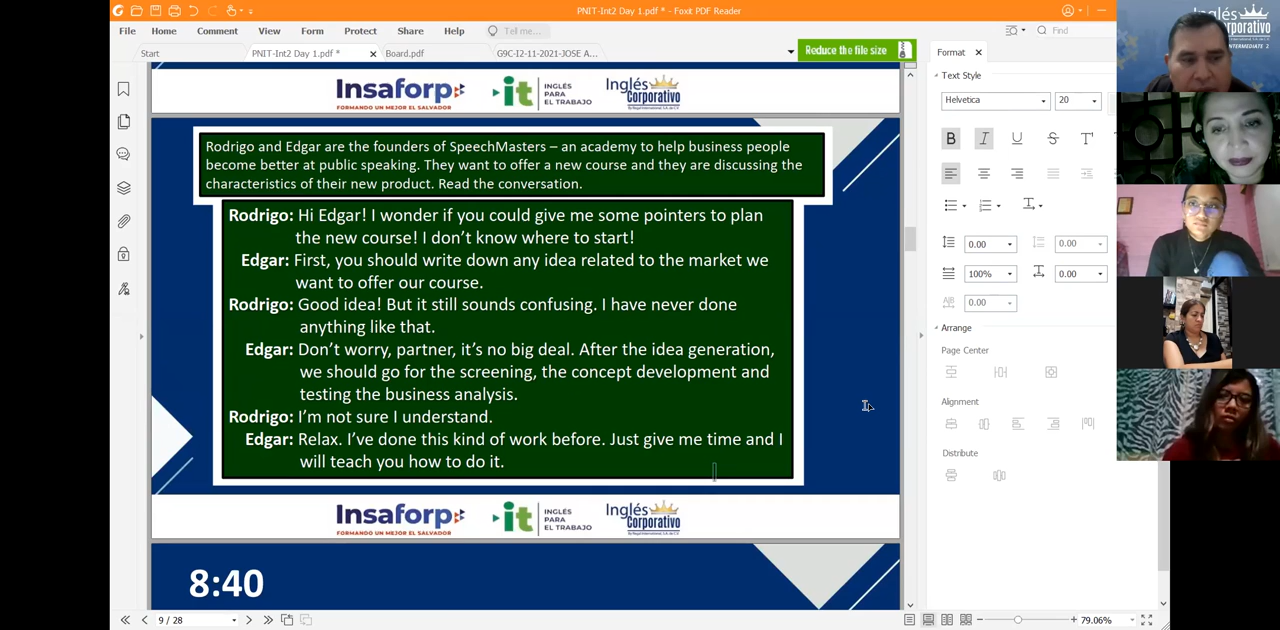 PNIT-Int2 Day 1.pdf * - Foxit PDF Reader
File Home Comment View Form Protect Share Help Tell me... Find
Start PNIT-Int2 Day 1.pdf * Board.pdf G9C-I2-11-2021-JOSE A... Reduce the file size
Format
Text Style
Helvetica 20
0.00 0.00
100% 0.00
0.00
Arrange
Page Center
Alignment
Distribute
Inglés
Corporativo
INTERMEDIATE 2
Insaforp
FORMANDO UN MEJOR EL SALVADOR
it INGLÉS PARA EL TRABAJO
Inglés Corporativo
Rodrigo and Edgar are the founders of SpeechMasters – an academy to help business people
become better at public speaking. They want to offer a new course and they are discussing the
characteristics of their new product. Read the conversation.
Rodrigo: Hi Edgar! I wonder if you could give me some pointers to plan
the new course! I don't know where to start!
Edgar: First, you should write down any idea related to the market we
want to offer our course.
Rodrigo: Good idea! But it still sounds confusing. I have never done
anything like that.
Edgar: Don't worry, partner, it's no big deal. After the idea generation,
we should go for the screening, the concept development and
testing the business analysis.
Rodrigo: I'm not sure I understand.
Edgar: Relax. I've done this kind of work before. Just give me time and I
will teach you how to do it.
Insaforp
FORMANDO UN MEJOR EL SALVADOR
it INGLÉS PARA EL TRABAJO
Inglés Corporativo
8:40
9 / 28
79.06%